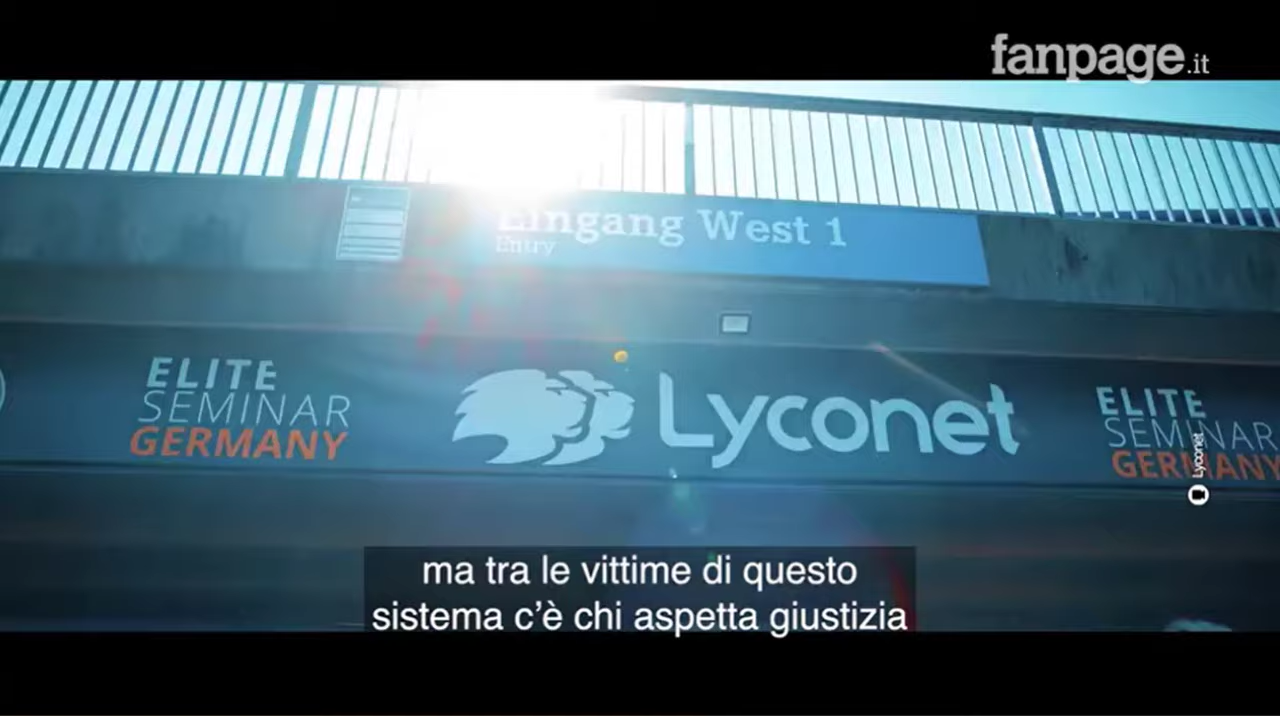 fanpage.it
Eingang West 1
Entry
ELITE
SEMINAR
GERMANY
Lyconet
ELITE
SEMINAR
GERMANY
Lyconet
ma tra le vittime di questo
sistema c'è chi aspetta giustizia